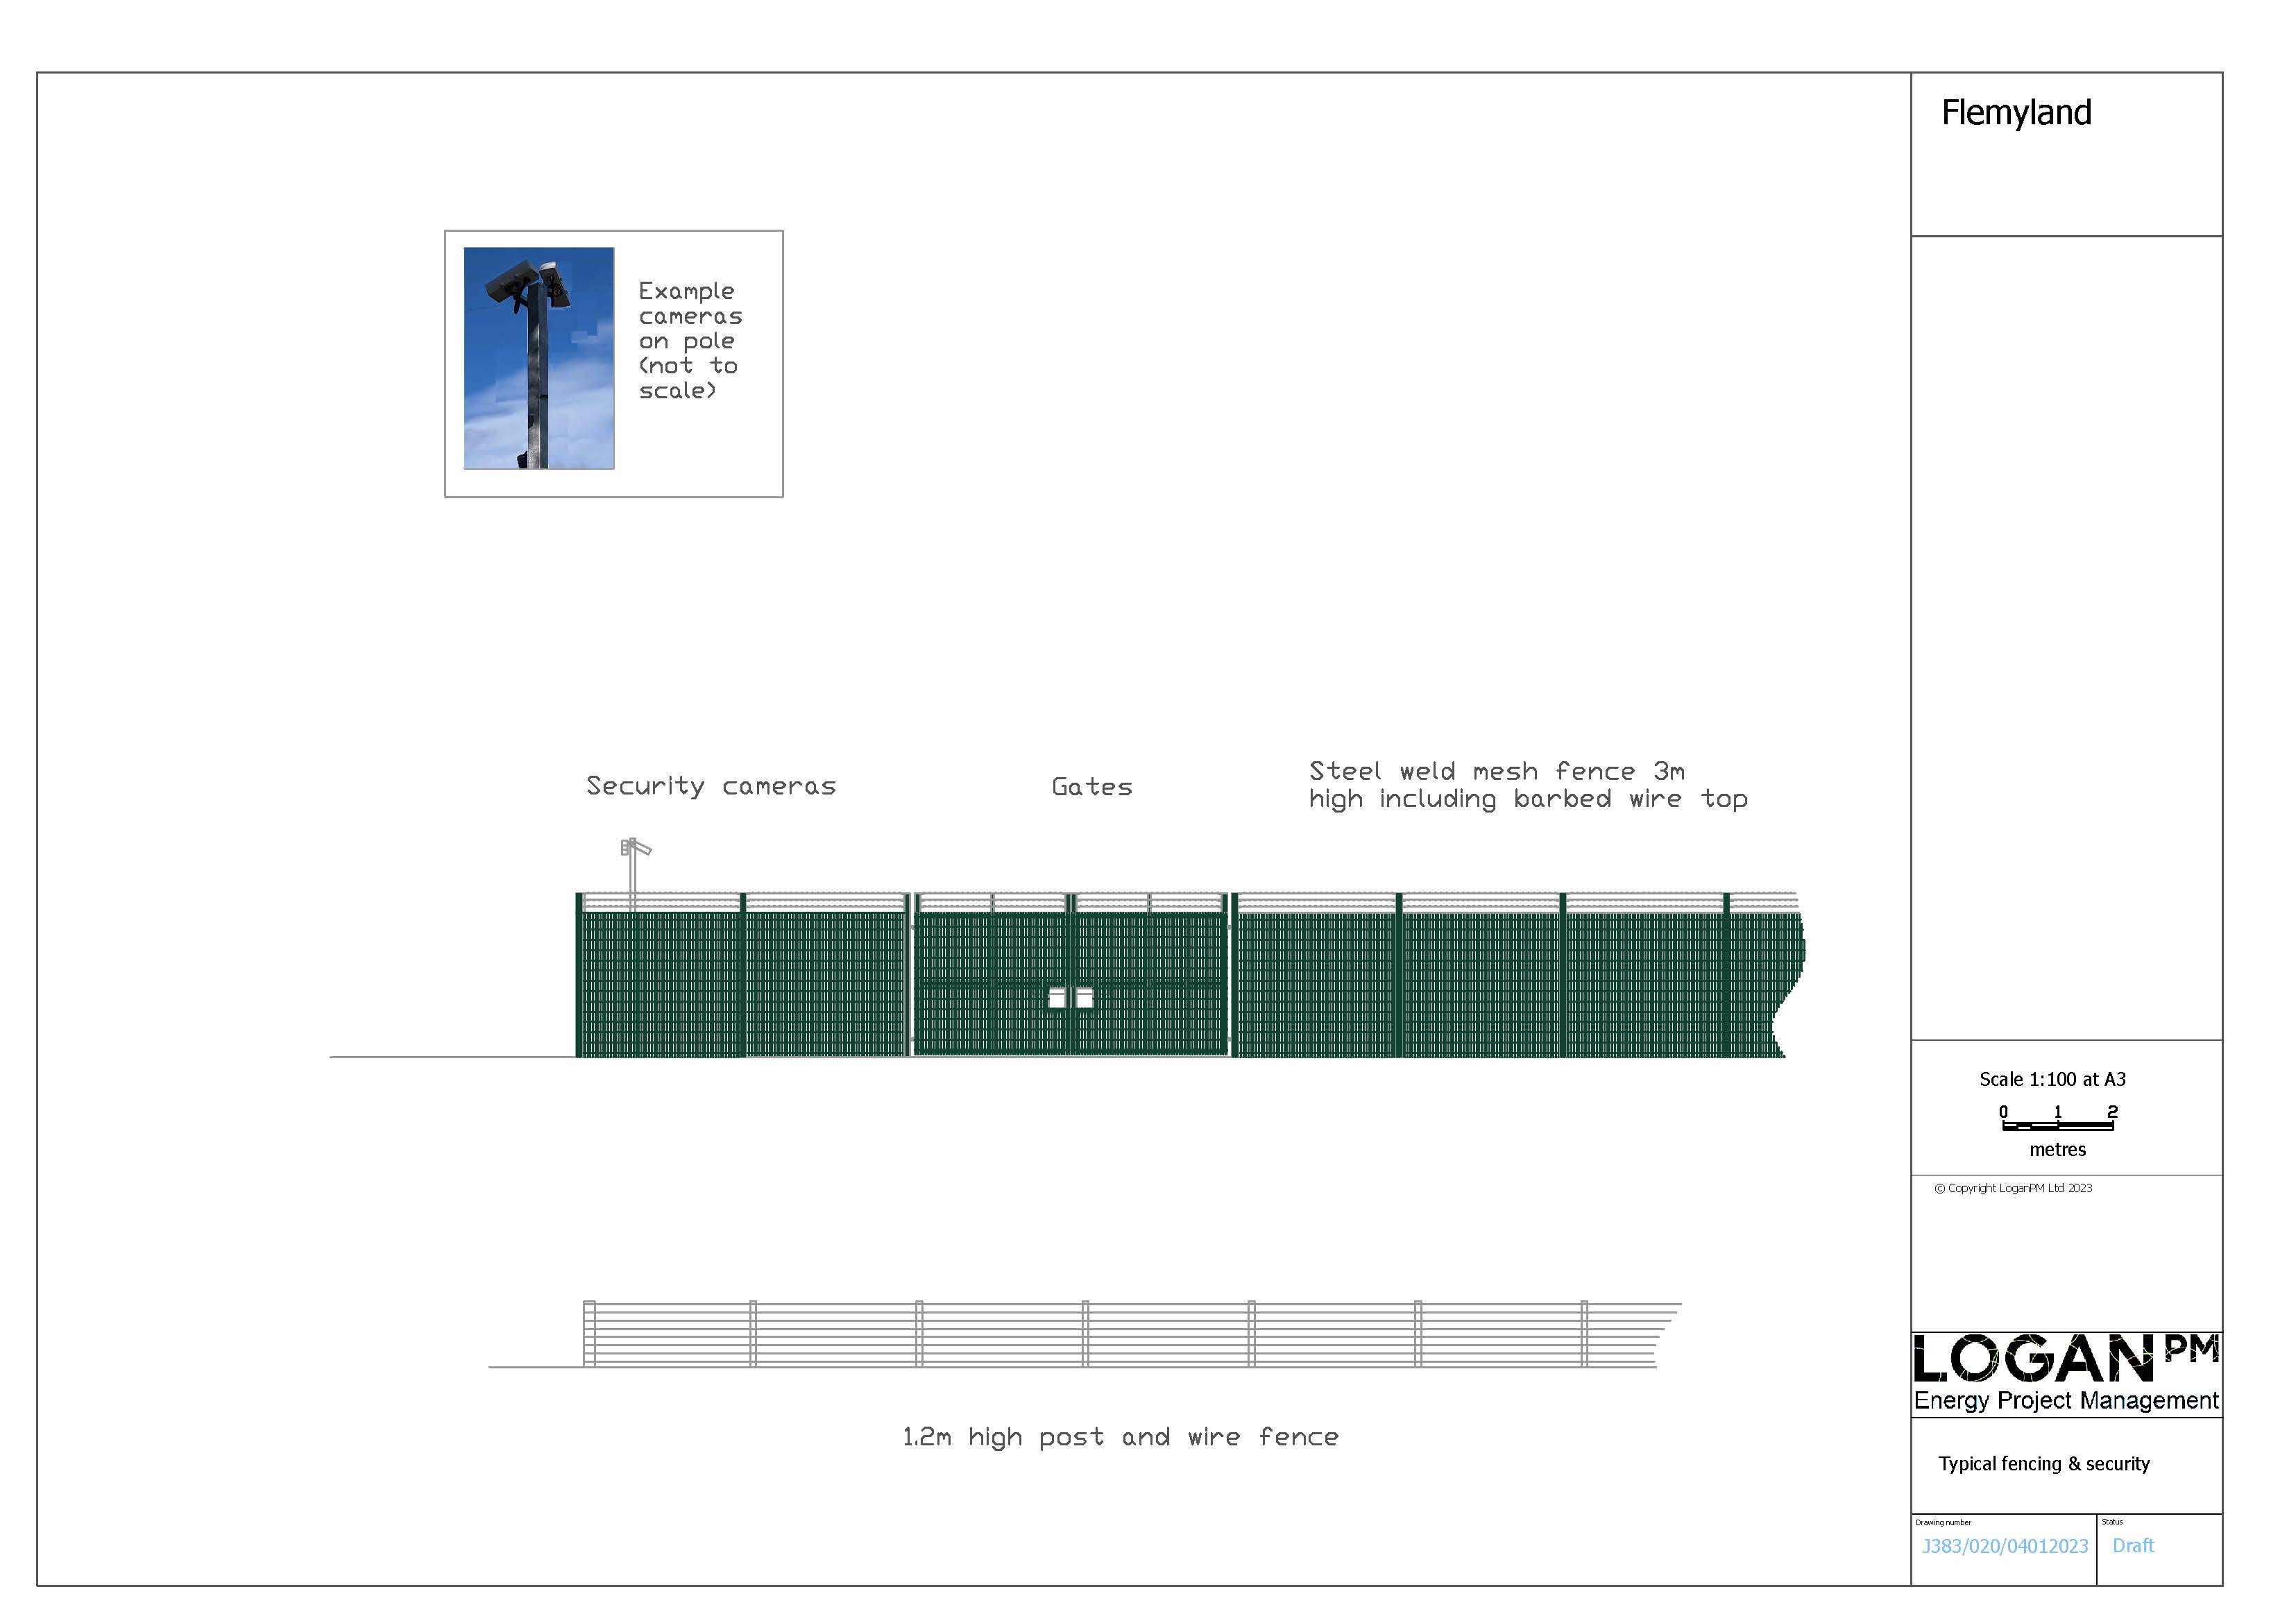 Flemyland
Example
cameras
on pole
(not to
scale)
Security cameras
Gates
Steel weld mesh fence 3m
high including barbed wire top
1.2m high post and wire fence
Scale 1:100 at A3
0 1 2
metres
© Copyright LoganPM Ltd 2023
LOGAN PM
Energy Project Management
Typical fencing & security
Drawing number
J383/020/04012023
Status
Draft